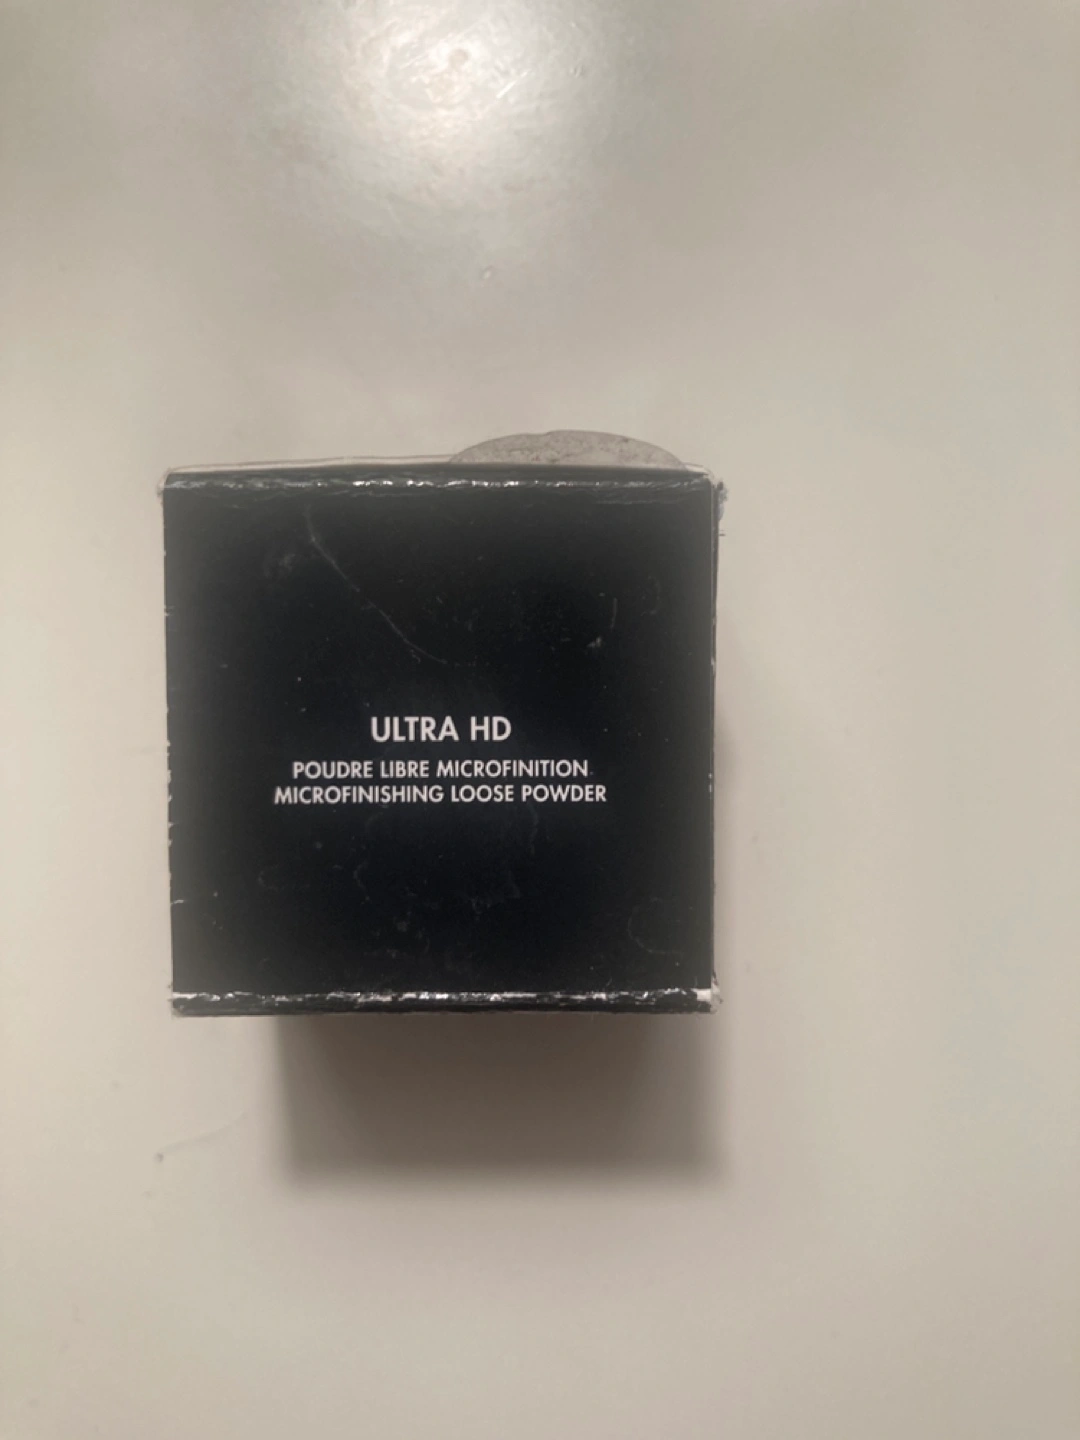 ULTRA HD
POUDRE LIBRE MICROFINITION
MICROFINISHING LOOSE POWDER